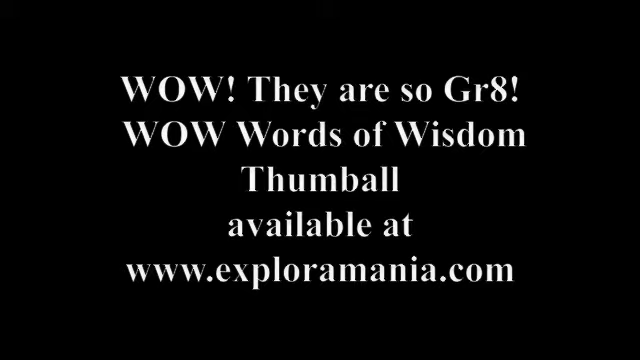 WOW! They are so Gr8!
WOW Words of Wisdom
Thumball
available at
www.exploramania.com